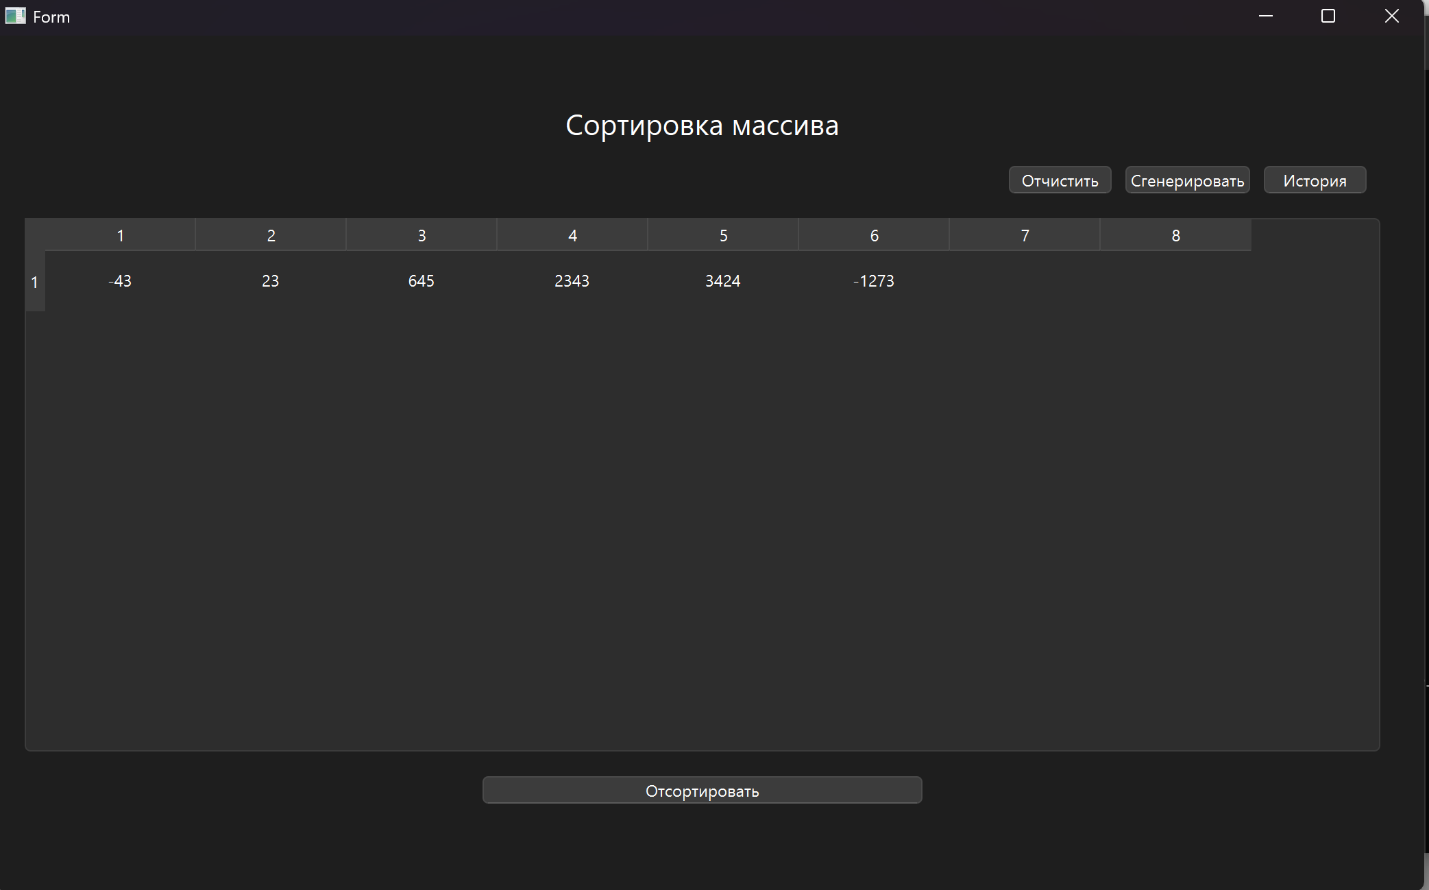 Form
Сортировка массива
Отчистить Сгенерировать История
1 2 3 4 5 6 7 8
1 -43 23 645 2343 3424 -1273
Отсортировать